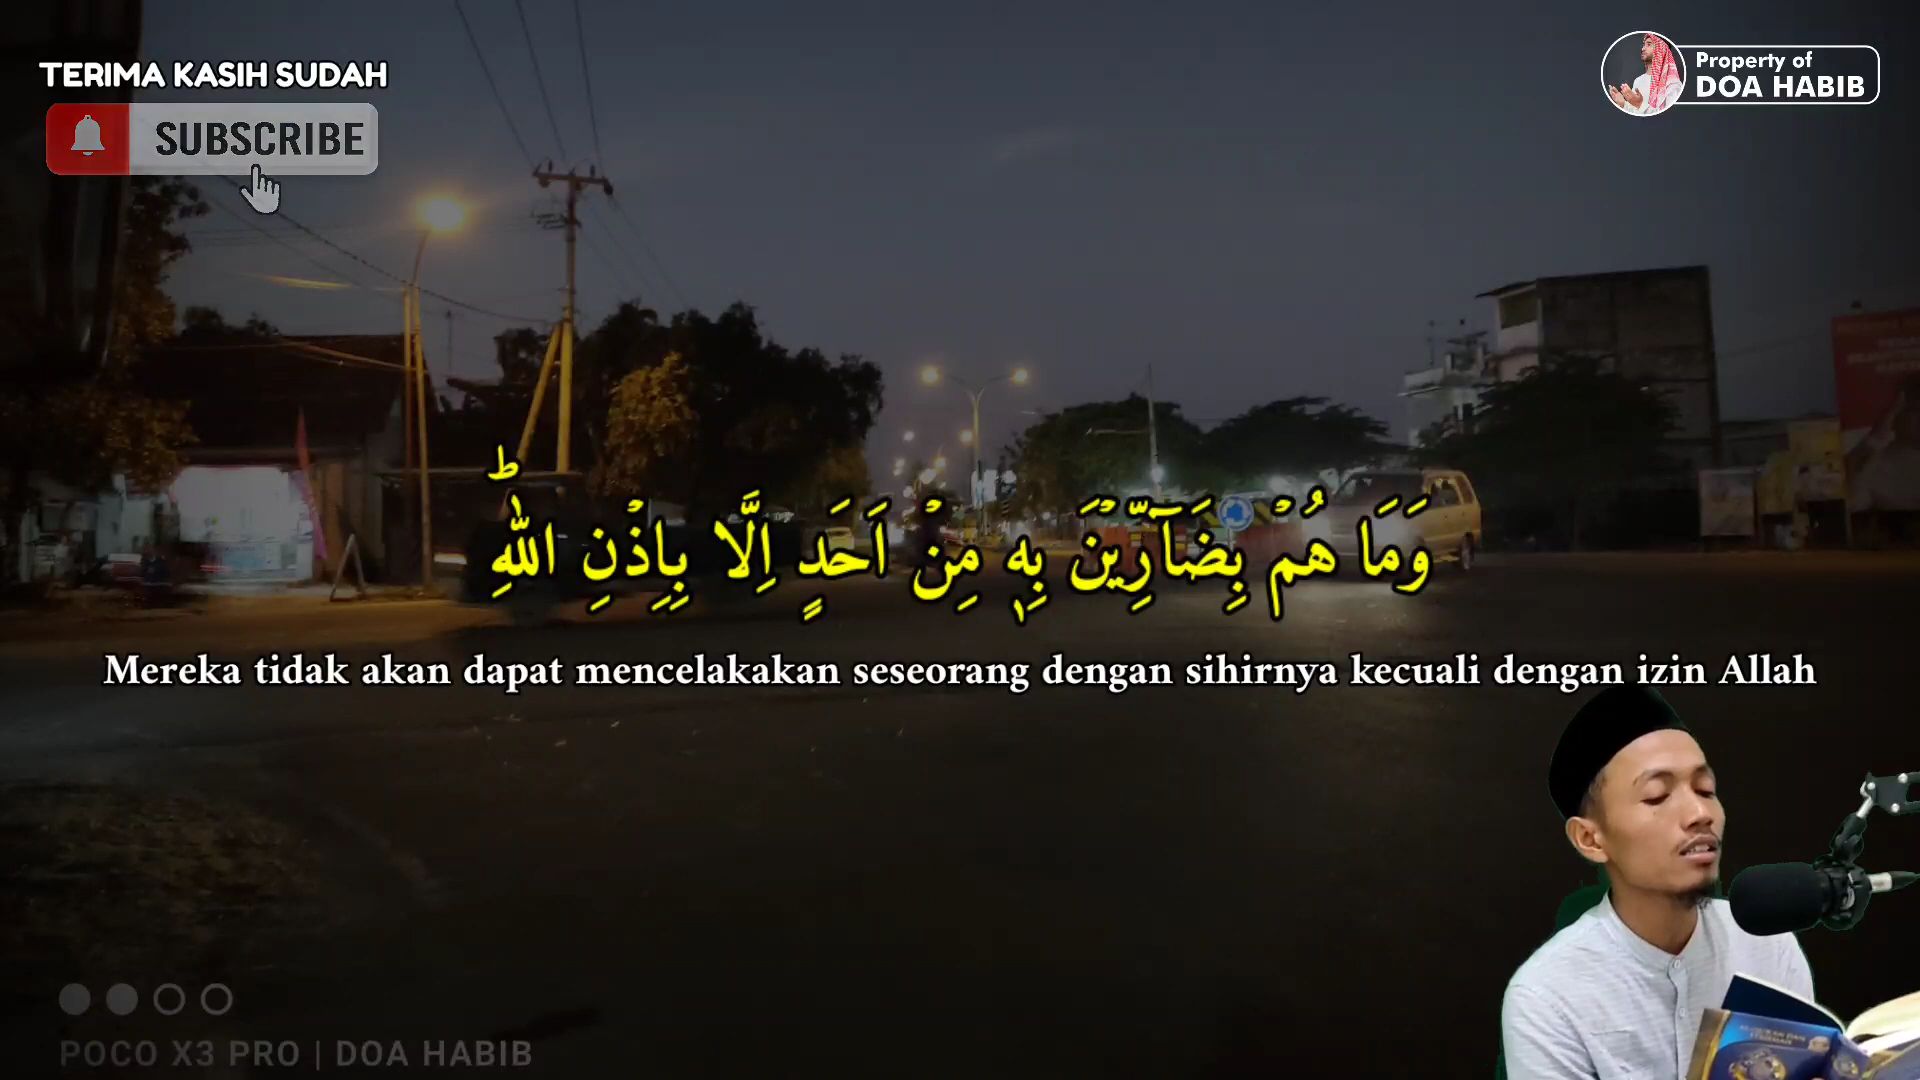 TERIMA KASIH SUDAH
SUBSCRIBE
Property of
DOA HABIB
وَمَا هُمْ بِضَاۤرِّيْنَ بِهٖ مِنْ اَحَدٍ اِلَّا بِاِذْنِ اللّٰهِ ۗ
Mereka tidak akan dapat mencelakakan seseorang dengan sihirnya kecuali dengan izin Allah
POCO X3 PRO | DOA HABIB